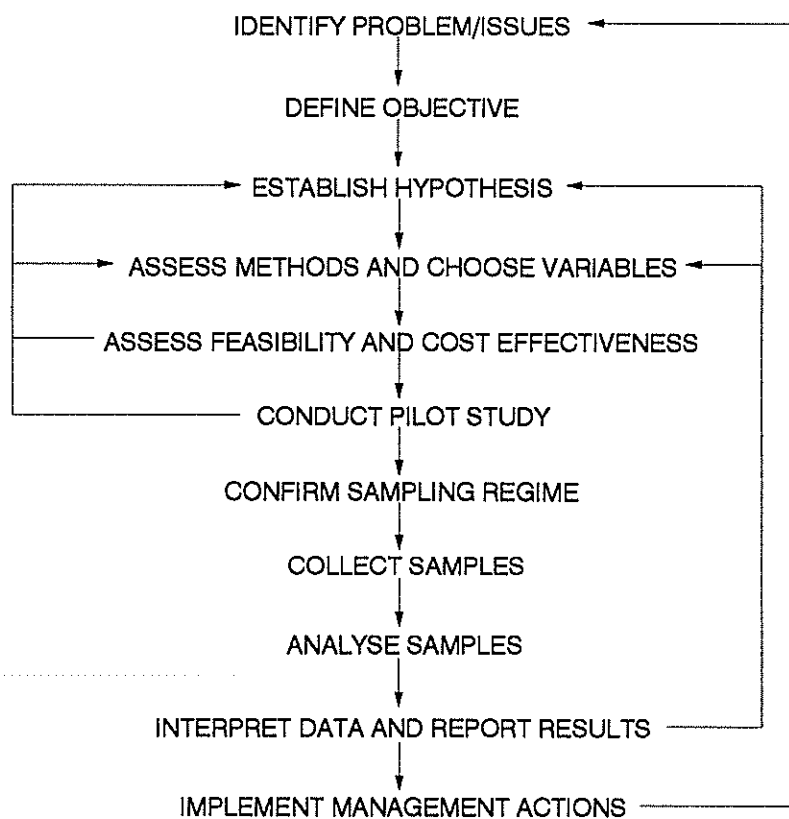 IDENTIFY PROBLEM/ISSUES
DEFINE OBJECTIVE
ESTABLISH HYPOTHESIS
ASSESS METHODS AND CHOOSE VARIABLES
ASSESS FEASIBILITY AND COST EFFECTIVENESS
CONDUCT PILOT STUDY
CONFIRM SAMPLING REGIME
COLLECT SAMPLES
ANALYSE SAMPLES
INTERPRET DATA AND REPORT RESULTS
IMPLEMENT MANAGEMENT ACTIONS